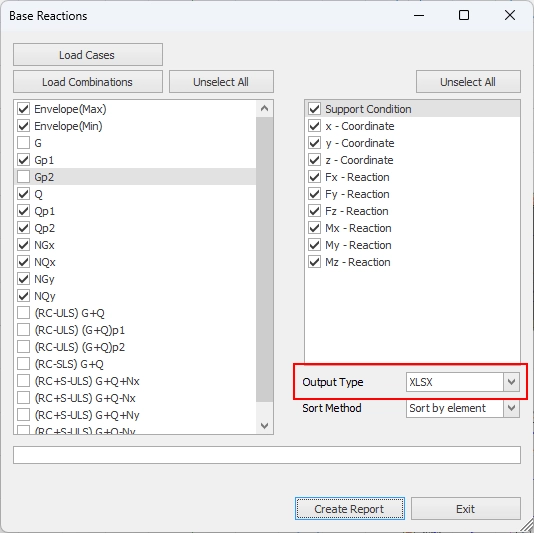 Base Reactions
Load Cases
Load Combinations
Unselect All
Envelope(Max)
Envelope(Min)
G
Gp1
Gp2
Q
Qp1
Qp2
NGx
NQx
NGy
NQy
(RC-ULS) G+Q
(RC-ULS) (G+Q)p1
(RC-ULS) (G+Q)p2
(RC-SLS) G+Q
(RC+S-ULS) G+Q+Nx
(RC+S-ULS) G+Q-Nx
(RC+S-ULS) G+Q+Ny
(RC+S-ULS) G+Q-Ny
Unselect All
Support Condition
x - Coordinate
y - Coordinate
z - Coordinate
Fx - Reaction
Fy - Reaction
Fz - Reaction
Mx - Reaction
My - Reaction
Mz - Reaction
Output Type XLSX
Sort Method Sort by element
Create Report
Exit